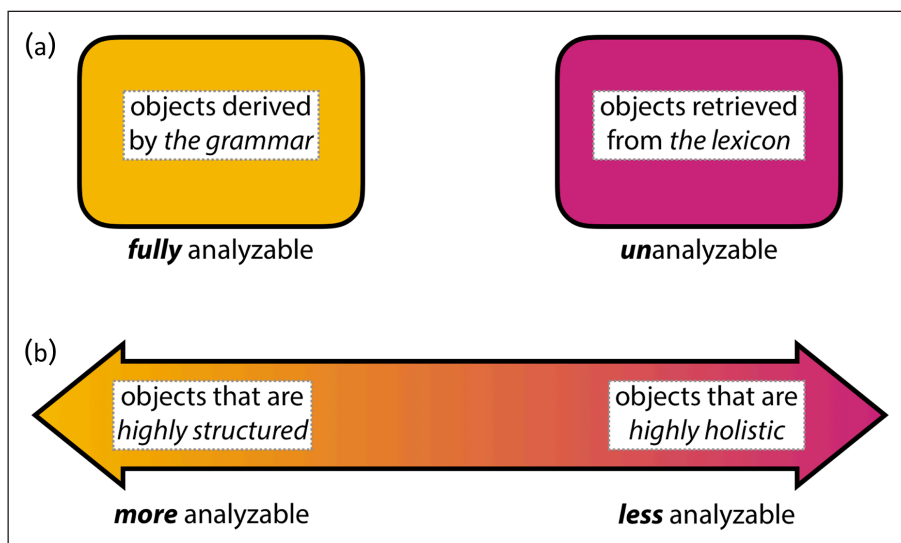 (a)
objects derived
by the grammar
objects retrieved
from the lexicon
fully analyzable
unanalyzable
(b)
objects that are
highly structured
objects that are
highly holistic
more analyzable
less analyzable